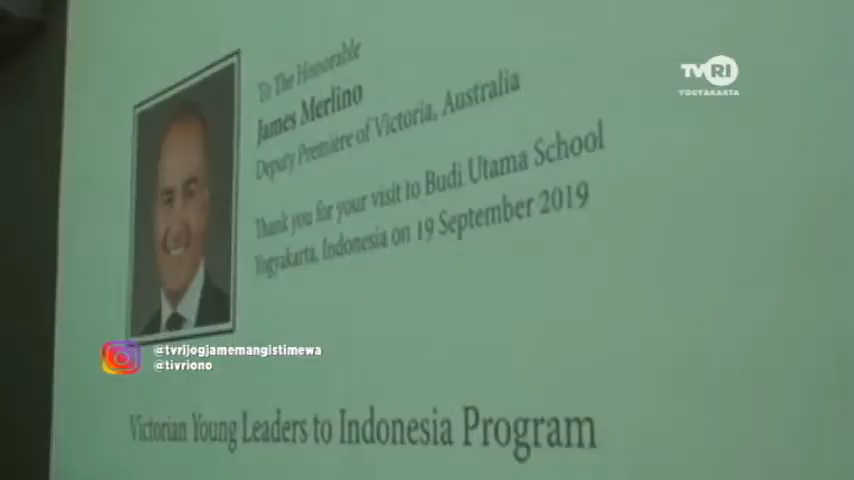 To The Honorable
James Merlino
Deputy Premiere of Victoria, Australia
Thank you for your visit to Budi Utama School
Yogyakarta, Indonesia on 19 September 2019
TVRI
YOGYAKARTA
@tvrijogjamemangistimewa
@tivriono
Victorian Young Leaders to Indonesia Program